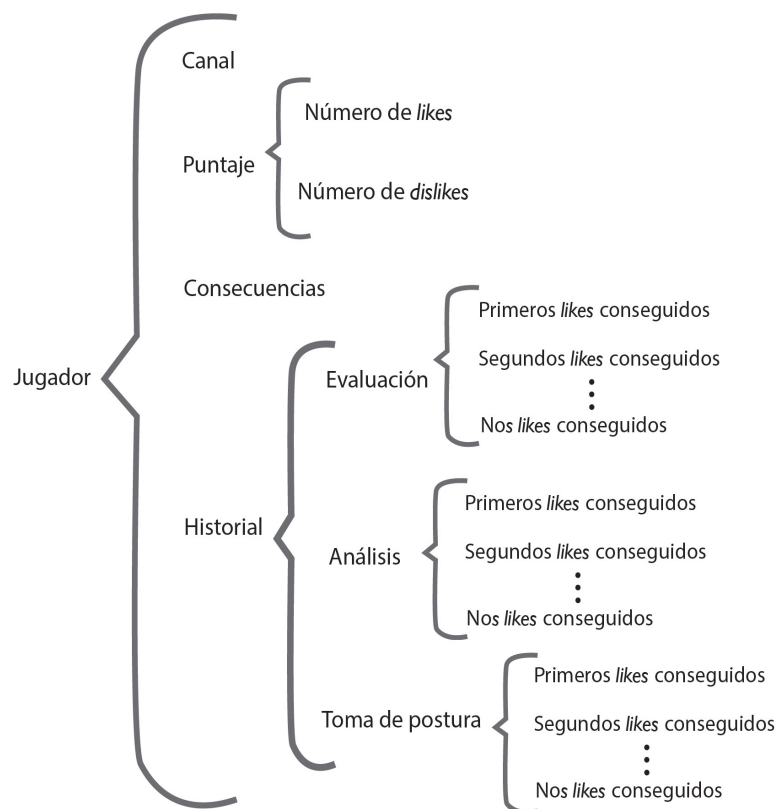 Canal
Número de likes
Puntaje
Número de dislikes
Consecuencias
Jugador
Historial
Evaluación
Primeros likes conseguidos
Segundos likes conseguidos
Nos likes conseguidos
Análisis
Primeros likes conseguidos
Segundos likes conseguidos
Nos likes conseguidos
Toma de postura
Primeros likes conseguidos
Segundos likes conseguidos
Nos likes conseguidos